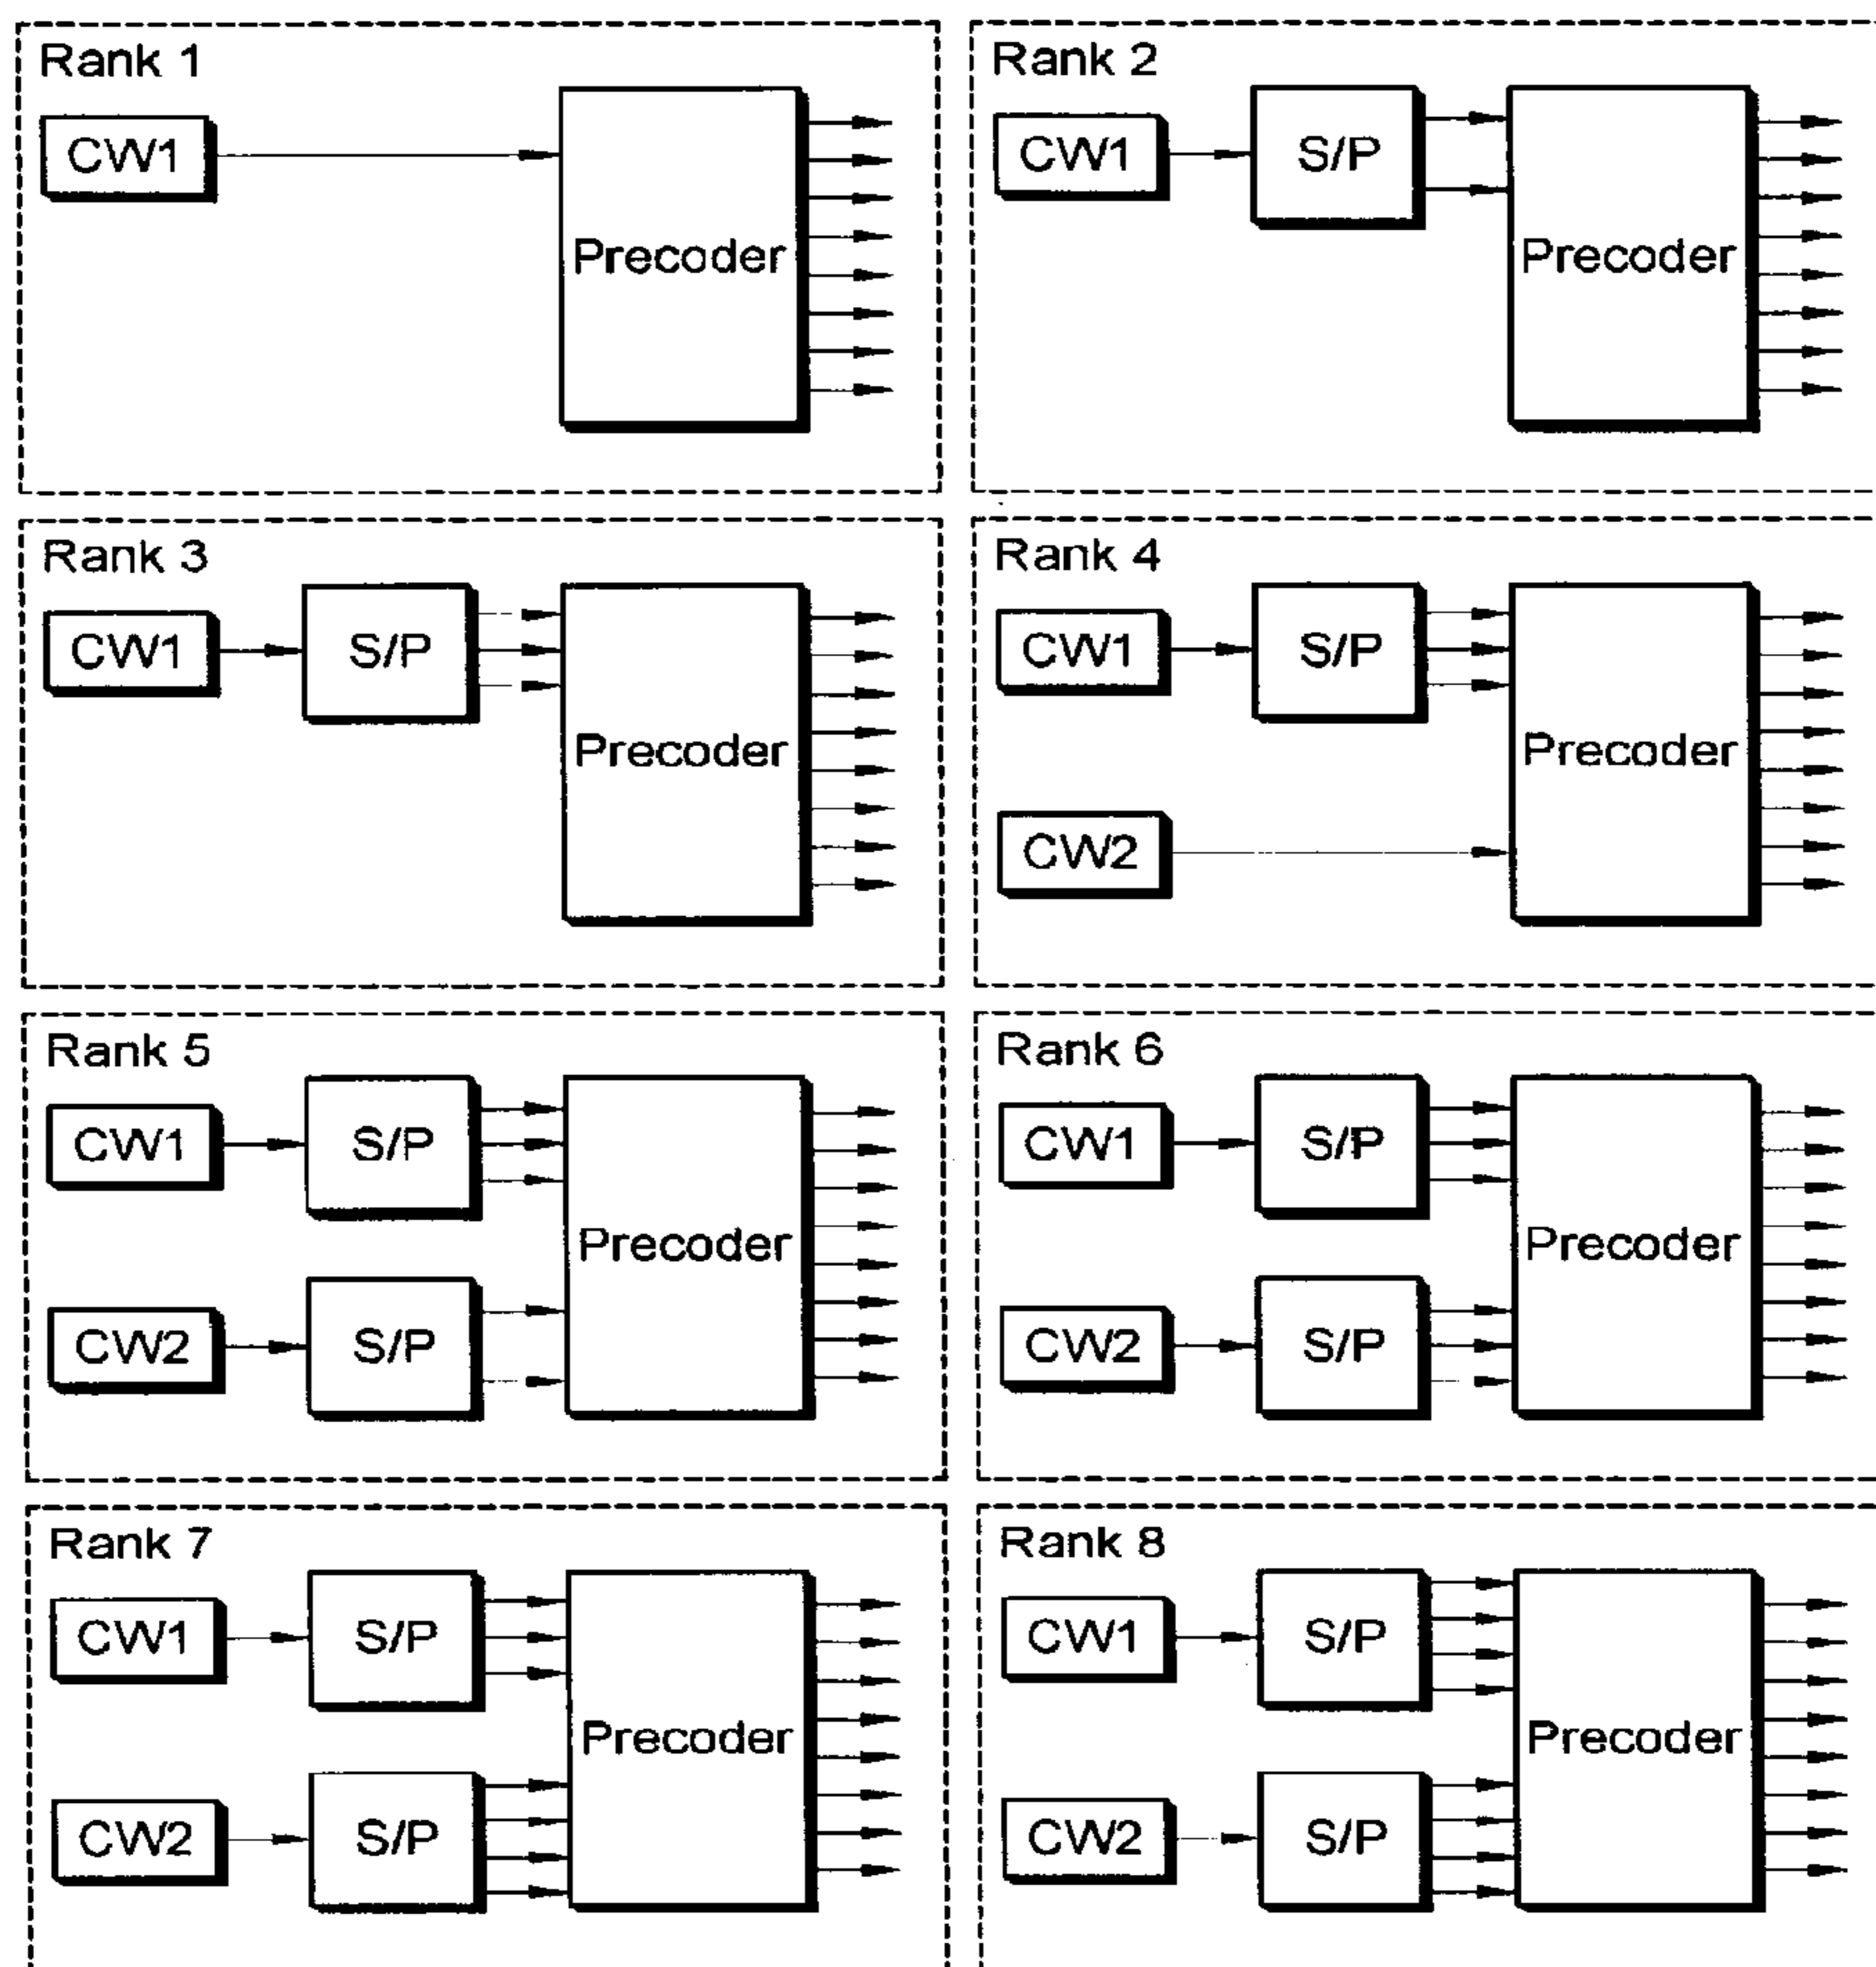 Rank 1
CW1
Precoder
Rank 2
CW1
S/P
Precoder
Rank 3
CW1
S/P
Precoder
Rank 4
CW1
S/P
Precoder
CW2
Rank 5
CW1
S/P
Precoder
CW2
S/P
Rank 6
CW1
S/P
Precoder
CW2
S/P
Rank 7
CW1
S/P
Precoder
CW2
S/P
Rank 8
CW1
S/P
Precoder
CW2
S/P